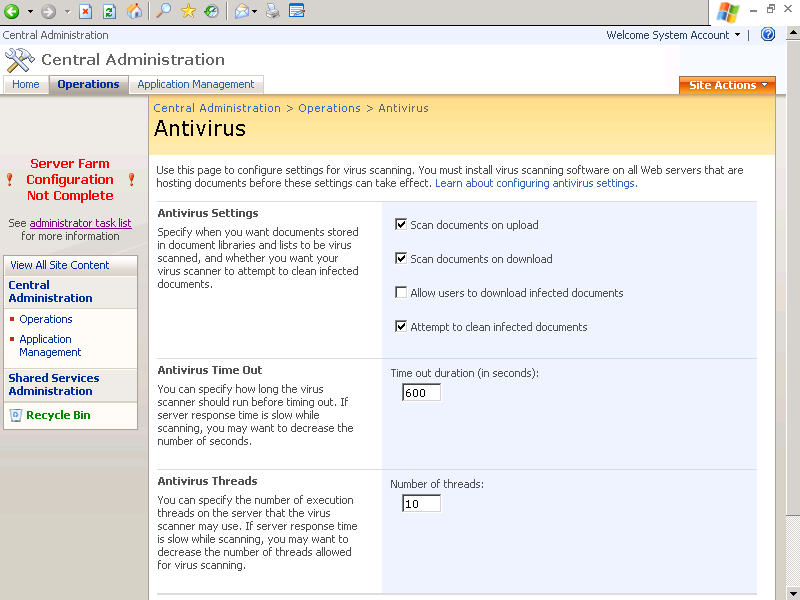 Central Administration
Welcome System Account
Central Administration
Home
Operations
Application Management
Site Actions
Central Administration > Operations > Antivirus
Antivirus
Server Farm
Configuration
Not Complete
See administrator task list
for more information
View All Site Content
Central
Administration
Operations
Application
Management
Shared Services
Administration
Recycle Bin
Use this page to configure settings for virus scanning. You must install virus scanning software on all Web servers that are
hosting documents before these settings can take effect. Learn about configuring antivirus settings.
Antivirus Settings
Specify when you want documents stored
in document libraries and lists to be virus
scanned, and whether you want your
virus scanner to attempt to clean infected
documents.
Scan documents on upload
Scan documents on download
Allow users to download infected documents
Attempt to clean infected documents
Antivirus Time Out
You can specify how long the virus
scanner should run before timing out. If
server response time is slow while
scanning, you may want to decrease the
number of seconds.
Time out duration (in seconds):
600
Antivirus Threads
You can specify the number of execution
threads on the server that the virus
scanner may use. If server response time
is slow while scanning, you may want to
decrease the number of threads allowed
for virus scanning.
Number of threads:
10